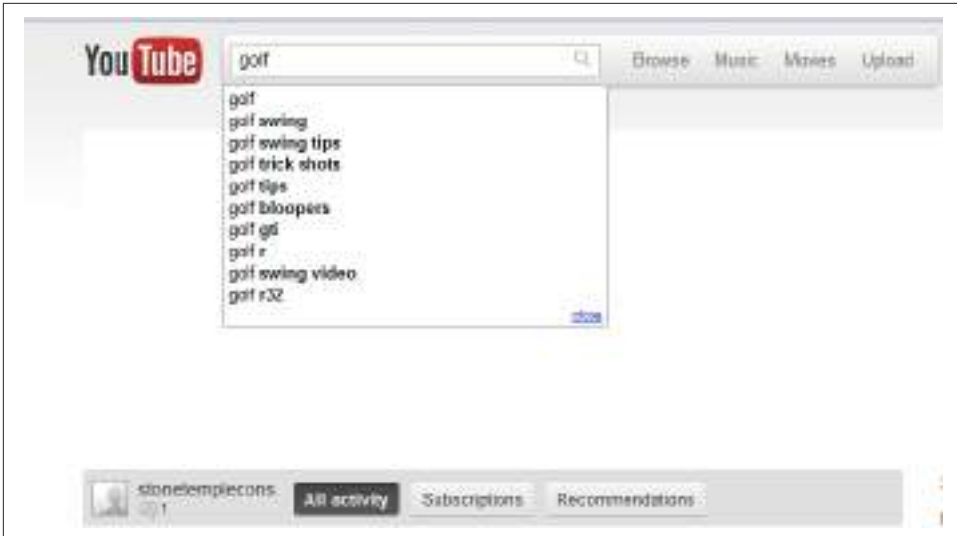 YouTube golf Browse Music Movies Upload
golf
golf swing
golf swing tips
golf trick shots
golf tips
golf bloopers
golf gti
golf r
golf swing video
golf r32
close
stonetemplecons All activity Subscriptions Recommendations
1